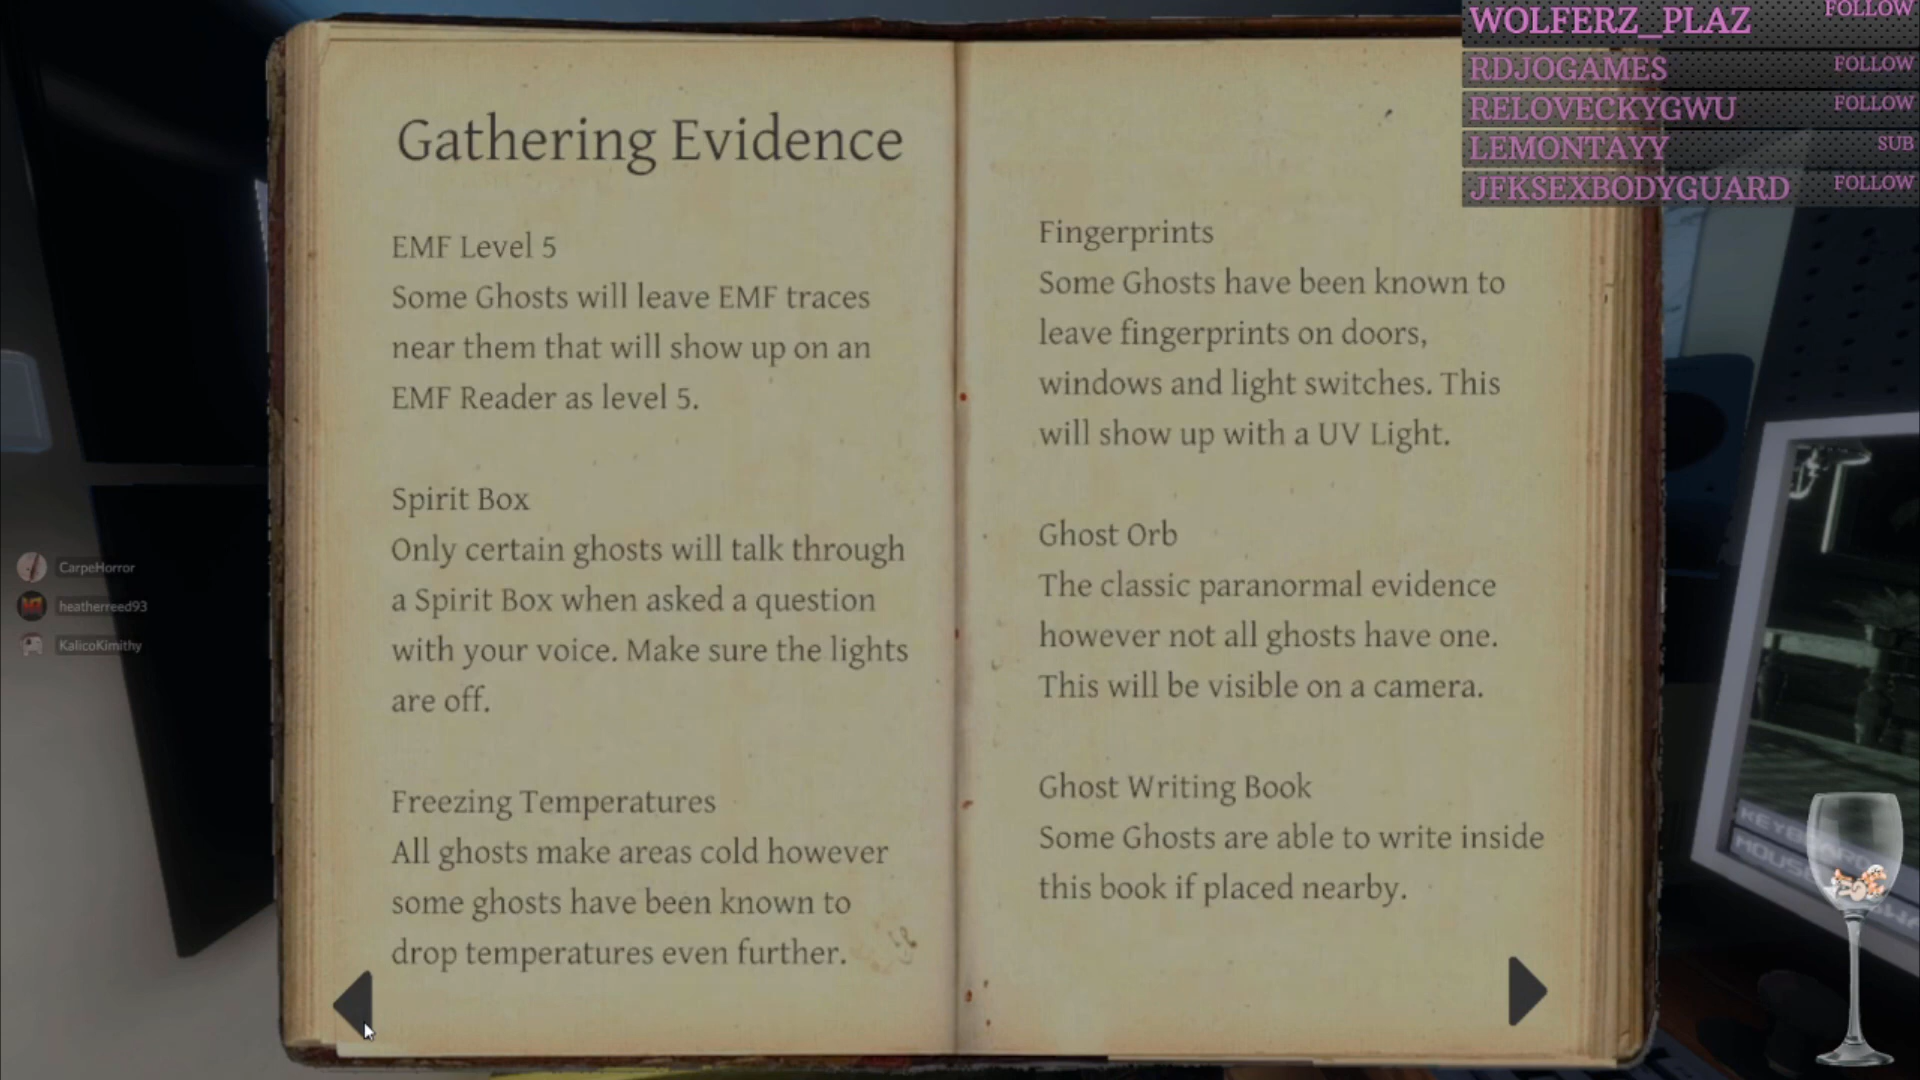 WOLFERZ_PLAZ FOLLOW
RDJOGAMES FOLLOW
RELOVECKYGWU FOLLOW
LEMONTAYY SUB
JFKSEXBODYGUARD FOLLOW
Gathering Evidence
EMF Level 5
Some Ghosts will leave EMF traces
near them that will show up on an
EMF Reader as level 5.
Spirit Box
Only certain ghosts will talk through
a Spirit Box when asked a question
with your voice. Make sure the lights
are off.
Freezing Temperatures
All ghosts make areas cold however
some ghosts have been known to
drop temperatures even further.
Fingerprints
Some Ghosts have been known to
leave fingerprints on doors,
windows and light switches. This
will show up with a UV Light.
Ghost Orb
The classic paranormal evidence
however not all ghosts have one.
This will be visible on a camera.
Ghost Writing Book
Some Ghosts are able to write inside
this book if placed nearby.
CarpeHorror
heatherreed93
KalicoKimithy